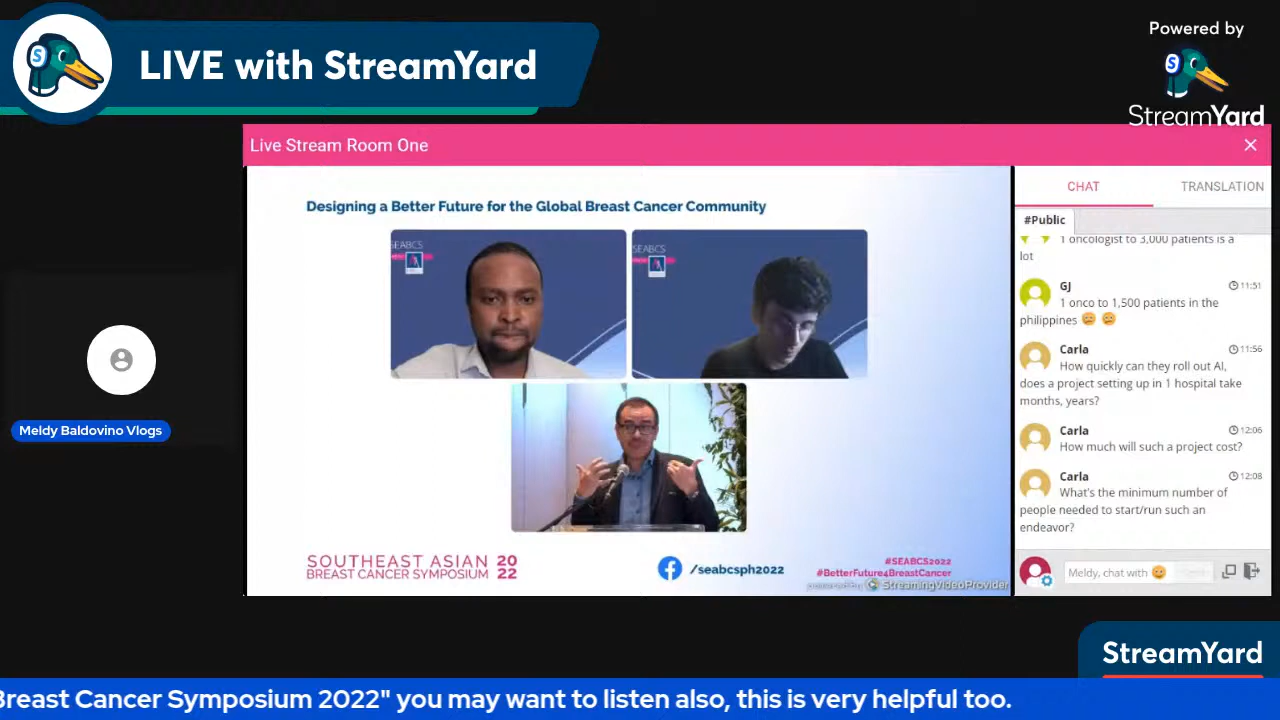 LIVE with StreamYard
Powered by
StreamYard
Live Stream Room One
Designing a Better Future for the Global Breast Cancer Community
SEABCS
SEABCS
SOUTHEAST ASIAN 20
BREAST CANCER SYMPOSIUM 22
/seabcsph2022
#SEABCS2022
#BetterFuture4BreastCancer
powered by StreamingVideoProvider
CHAT
TRANSLATION
#Public
1 oncologist to 3,000 patients is a
lot
GJ 11:51
1 onco to 1,500 patients in the
philippines
Carla 11:56
How quickly can they roll out AI,
does a project setting up in 1 hospital take
months, years?
Carla 12:06
How much will such a project cost?
Carla 12:08
What's the minimum number of
people needed to start/run such an
endeavor?
Meldy, chat with
Meldy Baldovino Vlogs
StreamYard
Breast Cancer Symposium 2022" you may want to listen also, this is very helpful too.